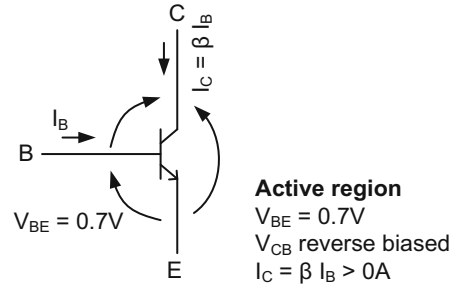 C
I_C = β I_B
I_B
B
V_BE = 0.7V
E
Active region
V_BE = 0.7V
V_CB reverse biased
I_C = β I_B > 0A